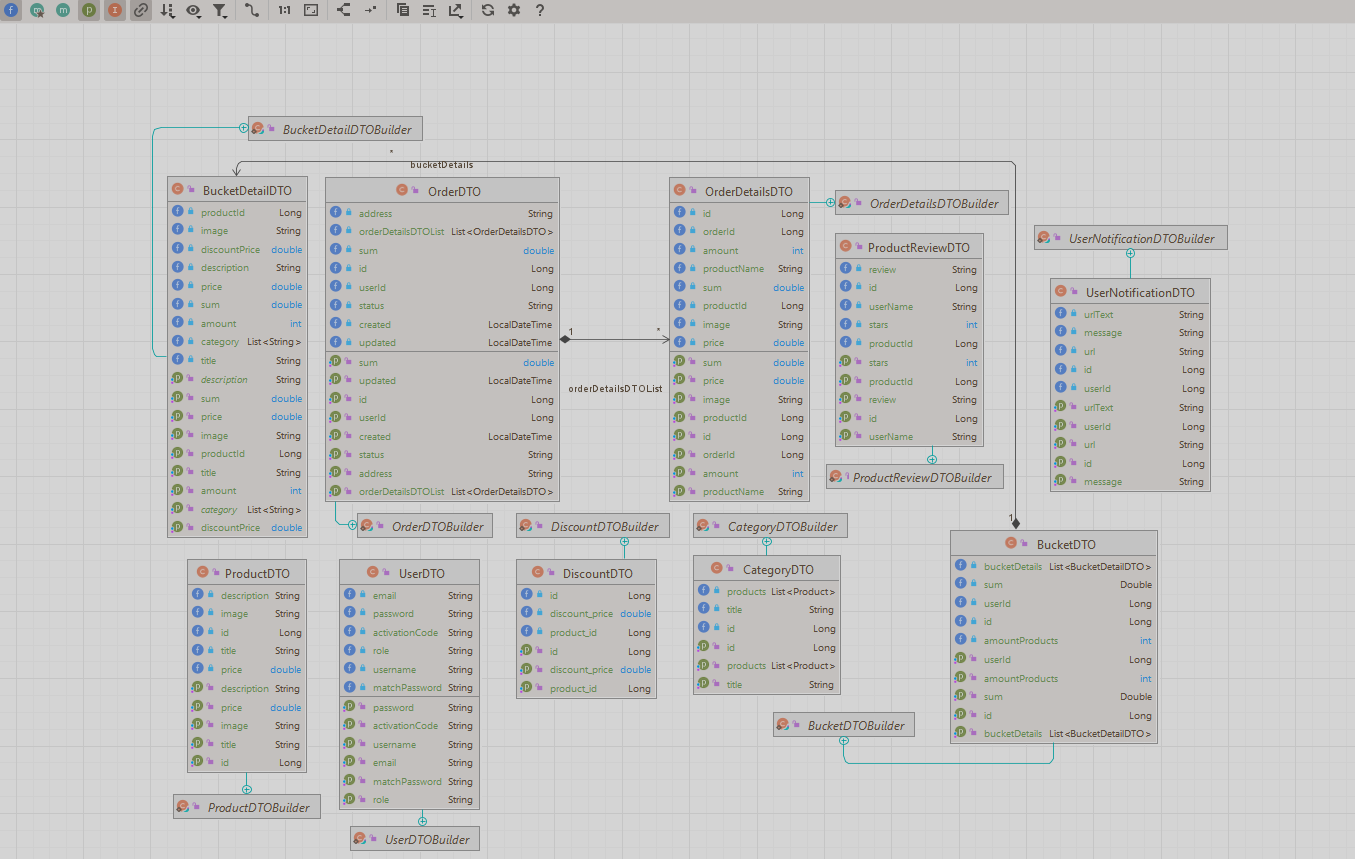 1:1
?
BucketDetailDTOBuilder
*
bucketDetails
BucketDetailDTO
productId Long
image String
discountPrice double
description String
price double
sum double
amount int
category List<String>
title String
description String
sum double
price double
image String
productId Long
title String
amount int
category List<String>
discountPrice double
OrderDTO
address String
orderDetailsDTOList List<OrderDetailsDTO>
sum double
id Long
userId Long
status String
created LocalDateTime
updated LocalDateTime
sum double
updated LocalDateTime
id Long
userId Long
created LocalDateTime
status String
address String
orderDetailsDTOList List<OrderDetailsDTO>
1
*
orderDetailsDTOList
OrderDetailsDTO
id Long
orderId Long
amount int
productName String
sum double
productId Long
image String
price double
sum double
price double
image String
productId Long
id Long
orderId Long
amount int
productName String
OrderDetailsDTOBuilder
ProductReviewDTO
review String
id Long
userName String
stars int
productId Long
stars int
productId Long
review String
id Long
userName String
ProductReviewDTOBuilder
UserNotificationDTOBuilder
UserNotificationDTO
urlText String
message String
url String
id Long
userId Long
urlText String
userId Long
url String
id Long
message String
OrderDTOBuilder
DiscountDTOBuilder
CategoryDTOBuilder
ProductDTO
description String
image String
id Long
title String
price double
description String
price double
image String
title String
id Long
ProductDTOBuilder
UserDTO
email String
password String
activationCode String
role String
username String
matchPassword String
password String
activationCode String
username String
email String
matchPassword String
role String
UserDTOBuilder
DiscountDTO
id Long
discount_price double
product_id Long
id Long
discount_price double
product_id Long
CategoryDTO
products List<Product>
title String
id Long
id Long
products List<Product>
title String
1
BucketDTO
bucketDetails List<BucketDetailDTO>
sum Double
userId Long
id Long
amountProducts int
userId Long
amountProducts int
sum Double
id Long
bucketDetails List<BucketDetailDTO>
BucketDTOBuilder